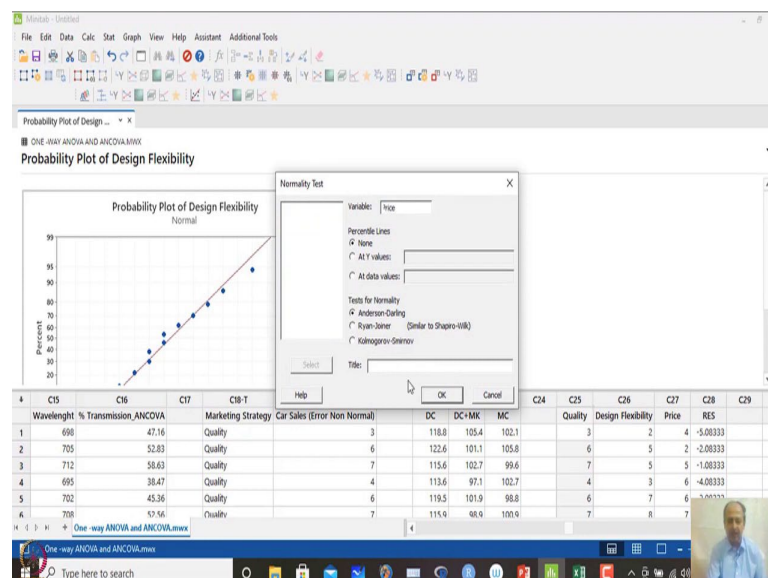 Minitab - Untitled
File Edit Data Calc Stat Graph View Help Assistant Additional Tools
Probability Plot of Design ...
ONE -WAY ANOVA AND ANCOVA.MWX
Probability Plot of Design Flexibility
Probability Plot of Design Flexibility
Normal
99
95
90
80
70
60
50
40
30
20
Percent
Normality Test
Variable: Price
Percentile Lines
None
At Y values:
At data values:
Tests for Normality
Anderson-Darling
Ryan-Joiner (Similar to Shapiro-Wilk)
Kolmogorov-Smirnov
Select
Title:
Help OK Cancel
C15 C16 C17 C18-T C24 C25 C26 C27 C28 C29
Wavelenght % Transmission_ANCOVA Marketing Strategy Car Sales (Error Non Normal) DC DC+MK MC Quality Design Flexibility Price RES
1 698 47.16 Quality 3 118.8 105.4 102.1 3 2 4 -5.08333
2 705 52.83 Quality 6 122.6 101.1 105.8 6 5 2 -2.08333
3 712 58.63 Quality 7 115.6 102.7 99.6 7 5 5 -1.08333
4 695 38.47 Quality 4 113.6 97.1 102.7 4 3 6 -4.08333
5 702 45.36 Quality 6 119.5 101.9 98.8 6 7 6 -2.08333
6 708 52.56 Quality 7 115.9 98.9 100.9 7 8 7
One -way ANOVA and ANCOVA.mwx
One -way ANOVA and ANCOVA.mwx
Type here to search